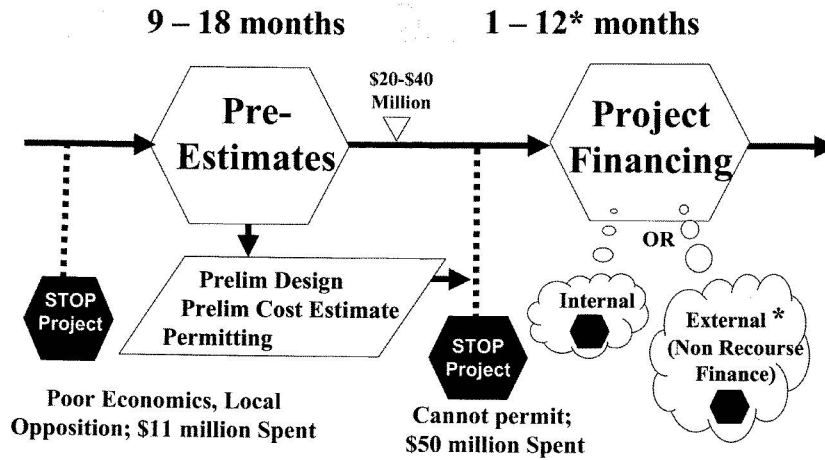 9 – 18 months
1 – 12* months
$20-$40
Million
Pre-
Estimates
Project
Financing
OR
STOP
Project
Prelim Design
Prelim Cost Estimate
Permitting
STOP
Project
Internal
External *
(Non Recourse
Finance)
Poor Economics, Local
Opposition; $11 million Spent
Cannot permit;
$50 million Spent